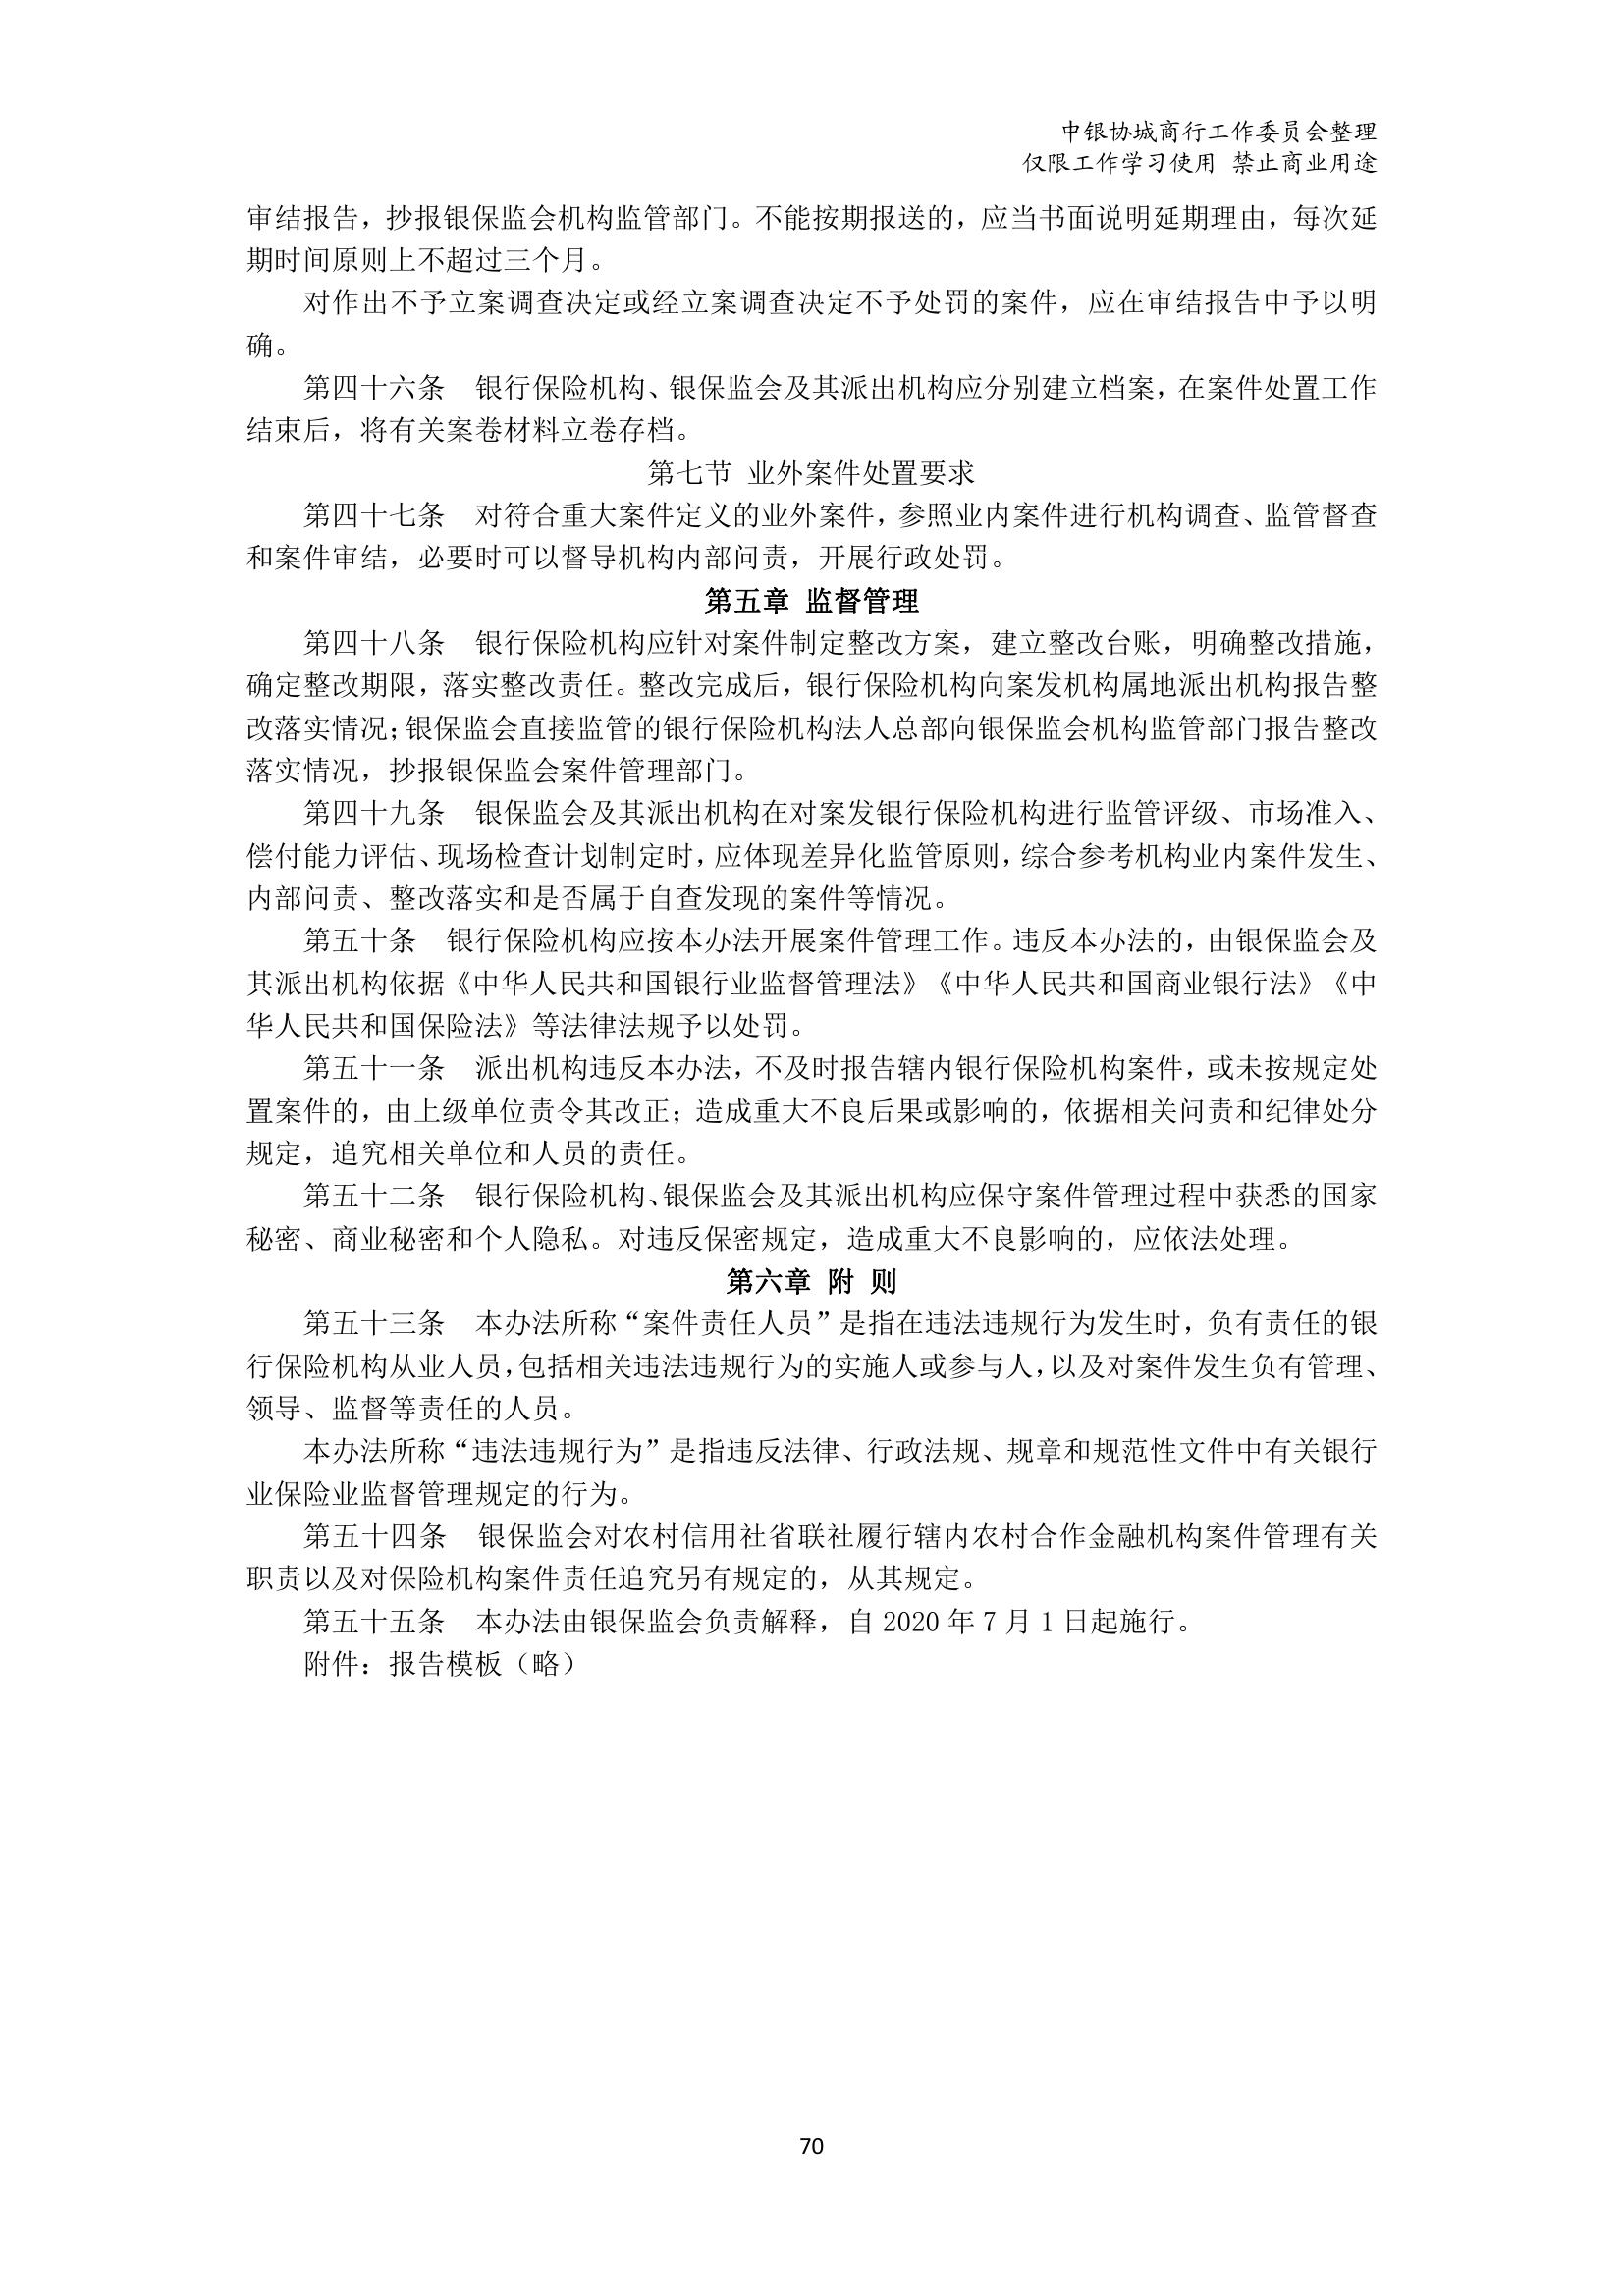 中银协城商行工作委员会整理
仅限工作学习使用 禁止商业用途
审结报告，抄报银保监会机构监管部门。不能按期报送的，应当书面说明延期理由，每次延
期时间原则上不超过三个月。
对作出不予立案调查决定或经立案调查决定不予处罚的案件，应在审结报告中予以明
确。
第四十六条　银行保险机构、银保监会及其派出机构应分别建立档案，在案件处置工作
结束后，将有关案卷材料立卷存档。
第七节 业外案件处置要求
第四十七条　对符合重大案件定义的业外案件，参照业内案件进行机构调查、监管督查
和案件审结，必要时可以督导机构内部问责，开展行政处罚。
第五章 监督管理
第四十八条　银行保险机构应针对案件制定整改方案，建立整改台账，明确整改措施，
确定整改期限，落实整改责任。整改完成后，银行保险机构向案发机构属地派出机构报告整
改落实情况；银保监会直接监管的银行保险机构法人总部向银保监会机构监管部门报告整改
落实情况，抄报银保监会案件管理部门。
第四十九条　银保监会及其派出机构在对案发银行保险机构进行监管评级、市场准入、
偿付能力评估、现场检查计划制定时，应体现差异化监管原则，综合参考机构业内案件发生、
内部问责、整改落实和是否属于自查发现的案件等情况。
第五十条　银行保险机构应按本办法开展案件管理工作。违反本办法的，由银保监会及
其派出机构依据《中华人民共和国银行业监督管理法》《中华人民共和国商业银行法》《中
华人民共和国保险法》等法律法规予以处罚。
第五十一条　派出机构违反本办法，不及时报告辖内银行保险机构案件，或未按规定处
置案件的，由上级单位责令其改正；造成重大不良后果或影响的，依据相关问责和纪律处分
规定，追究相关单位和人员的责任。
第五十二条　银行保险机构、银保监会及其派出机构应保守案件管理过程中获悉的国家
秘密、商业秘密和个人隐私。对违反保密规定，造成重大不良影响的，应依法处理。
第六章 附 则
第五十三条　本办法所称“案件责任人员”是指在违法违规行为发生时，负有责任的银
行保险机构从业人员，包括相关违法违规行为的实施人或参与人，以及对案件发生负有管理、
领导、监督等责任的人员。
本办法所称“违法违规行为”是指违反法律、行政法规、规章和规范性文件中有关银行
业保险业监督管理规定的行为。
第五十四条　银保监会对农村信用社省联社履行辖内农村合作金融机构案件管理有关
职责以及对保险机构案件责任追究另有规定的，从其规定。
第五十五条　本办法由银保监会负责解释，自 2020 年 7 月 1 日起施行。
附件：报告模板（略）
70